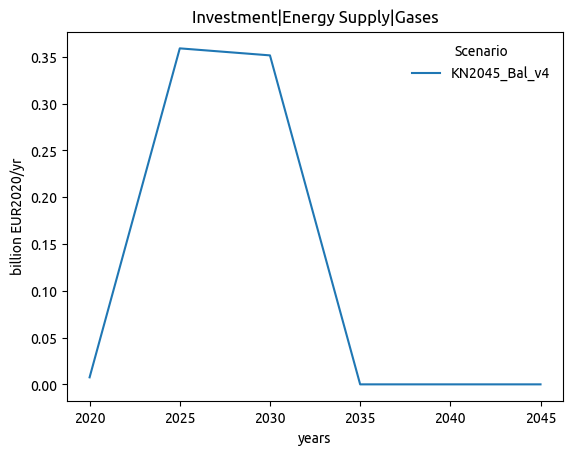 Investment|Energy Supply|Gases
Scenario
KN2045_Bal_v4
billion EUR2020/yr
0.35
0.30
0.25
0.20
0.15
0.10
0.05
0.00
2020 2025 2030 2035 2040 2045
years